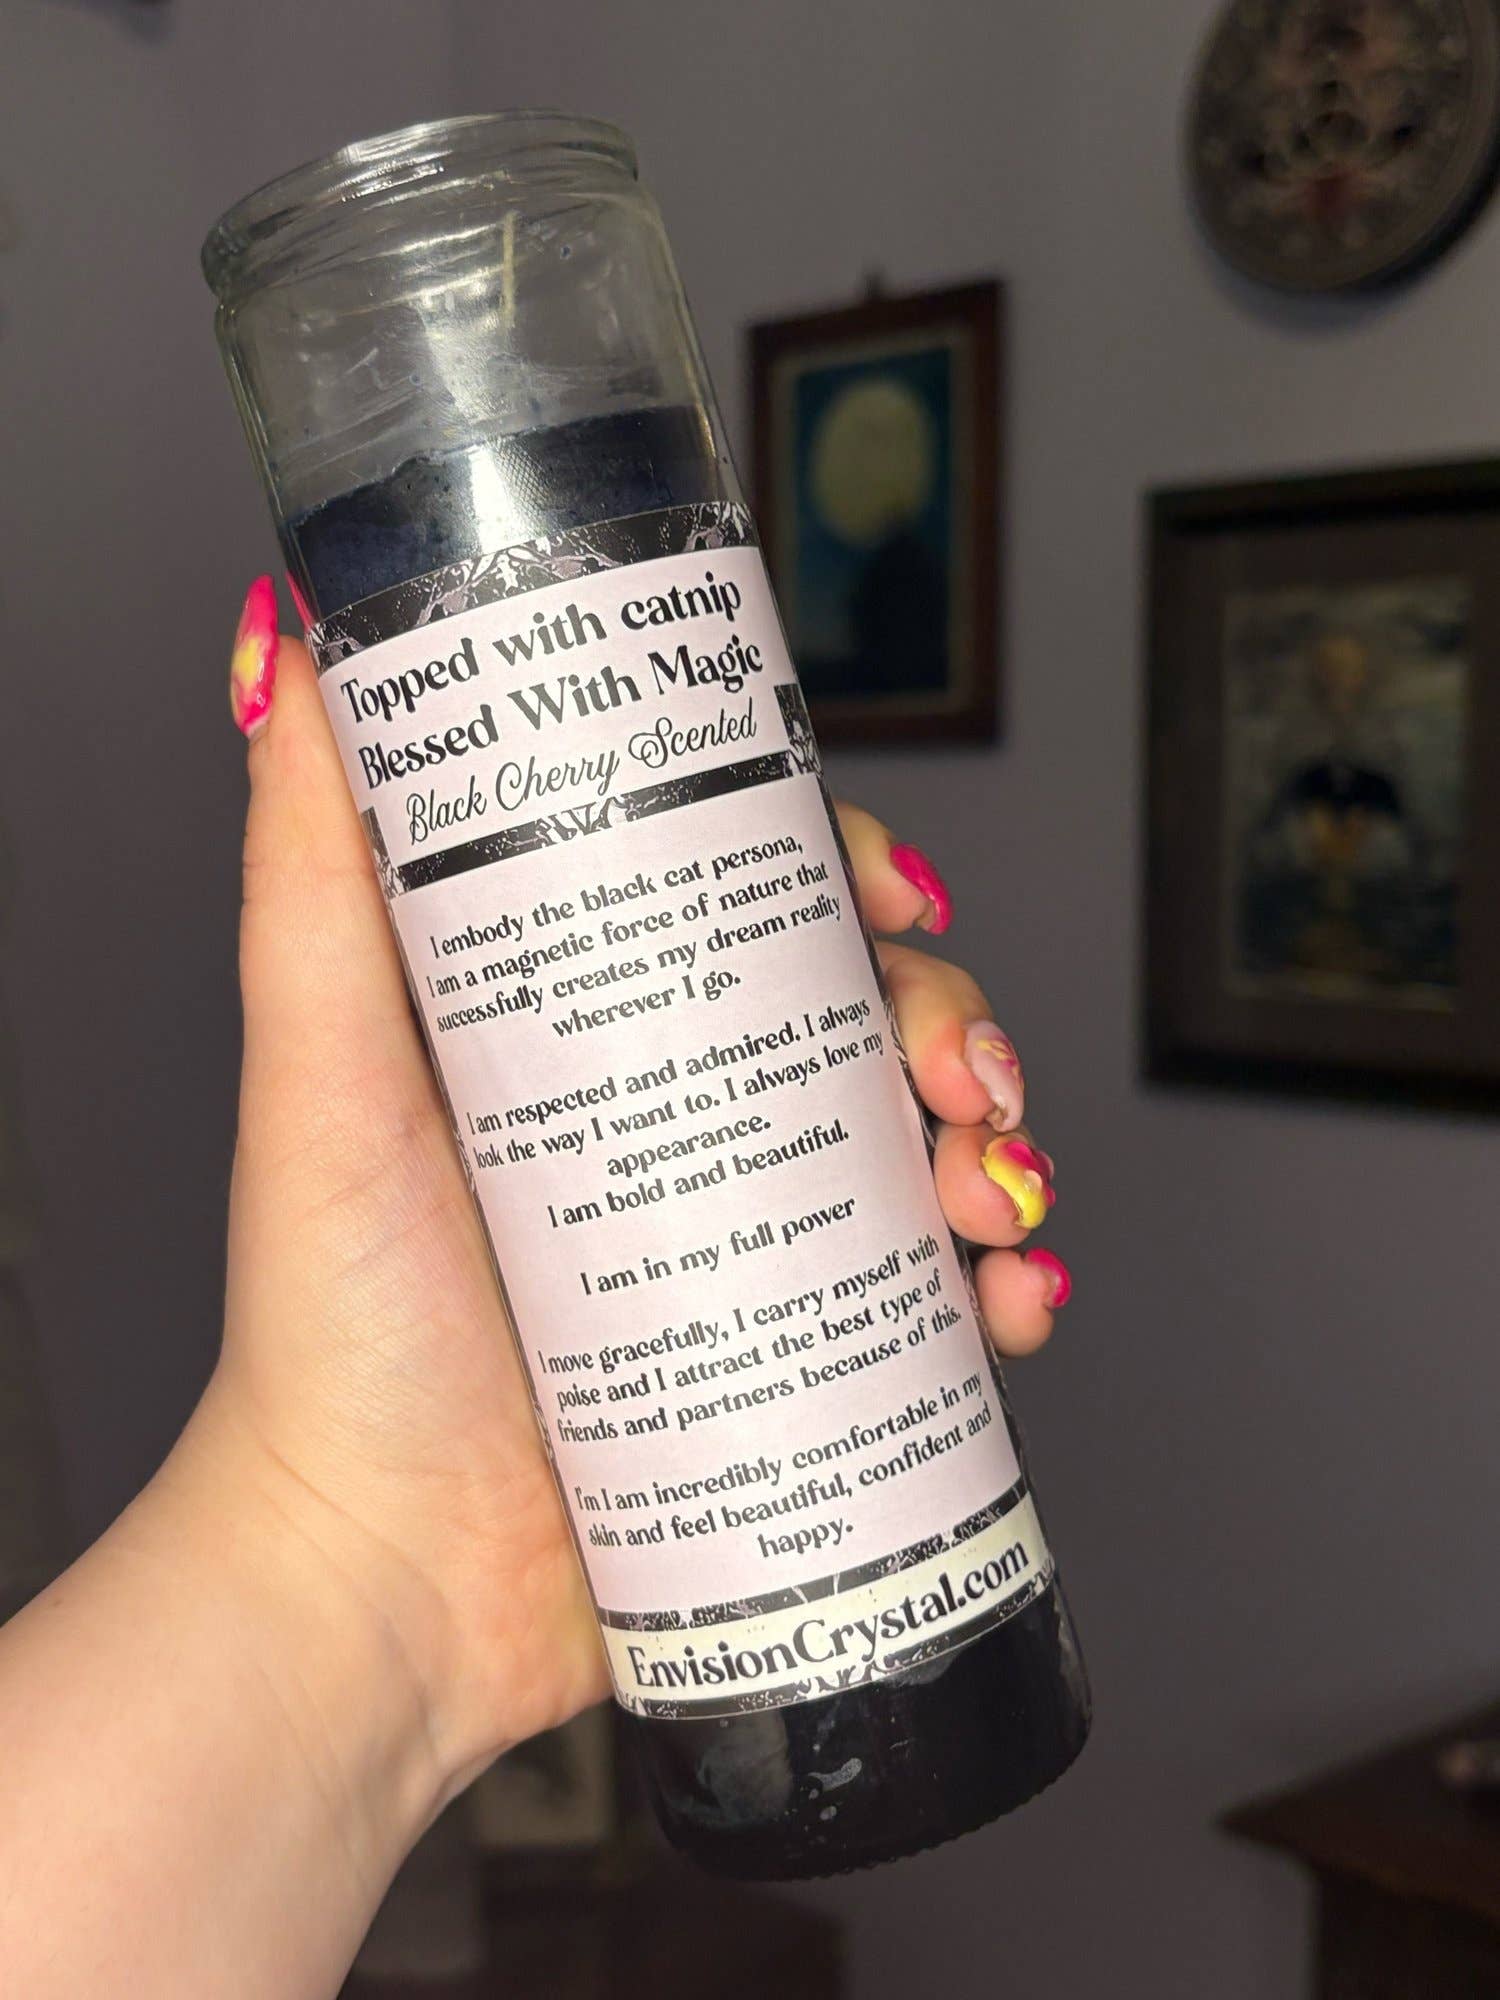 Topped with catnip
Blessed With Magic
Black Cherry Scented
I embody the black cat persona,
I am a magnetic force of nature that
successfully creates my dream reality
wherever I go.
I am respected and admired. I always
look the way I want to. I always love my
appearance.
I am bold and beautiful.
I am in my full power
I move gracefully, I carry myself with
poise and I attract the best type of
friends and partners because of this.
I'm I am incredibly comfortable in my
skin and feel beautiful, confident and
happy.
EnvisionCrystal.com